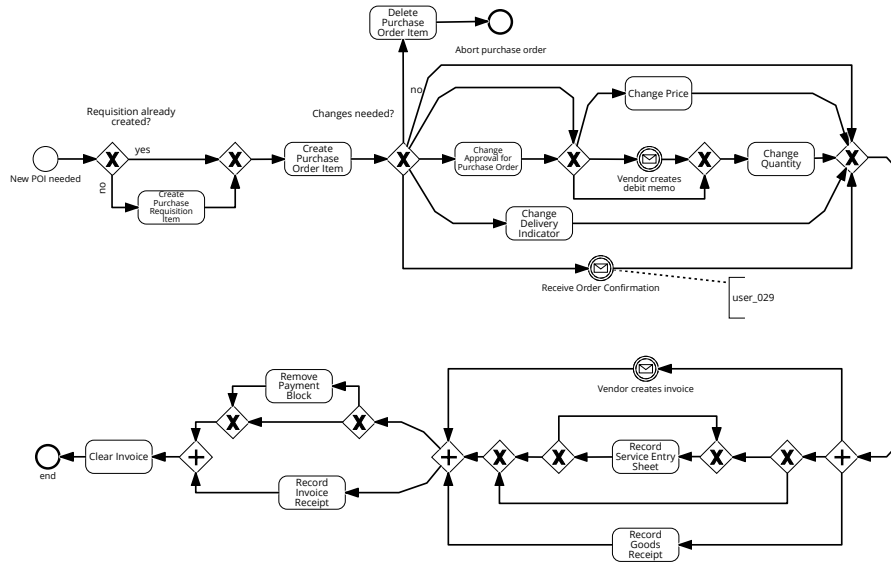 Delete
Purchase
Order Item
Abort purchase order
no
Change Price
Requisition already
created?
Changes needed?
yes
New POI needed
no
Create
Purchase
Requisition
Item
Create
Purchase
Order Item
Change
Approval for
Purchase Order
Vendor creates
debit memo
Change
Quantity
Change
Delivery
Indicator
Receive Order Confirmation
user_029
Remove
Payment
Block
Vendor creates invoice
Clear Invoice
end
Record
Service Entry
Sheet
Record
Invoice
Receipt
Record
Goods
Receipt